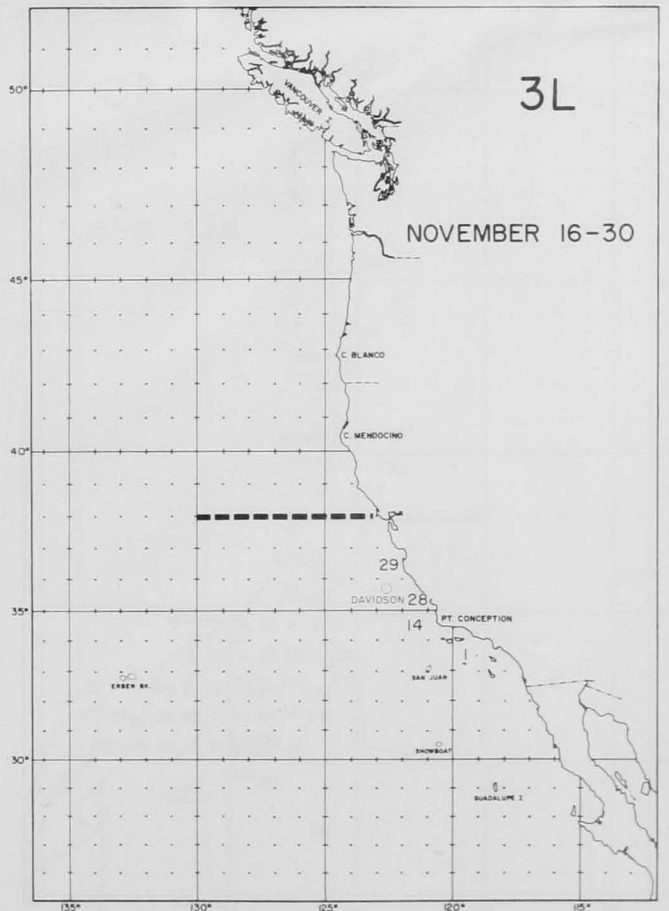 50°
3L
VANCOUVER I.
NOVEMBER 16-30
45°
C. BLANCO
C. MENDOCINO
40°
29
DAVIDSON 28
35°
14
PT. CONCEPTION
1
SAN JUAN
ERBEN BK.
SHOWBOAT
30°
GUADALUPE I.
135°
130°
125°
120°
115°